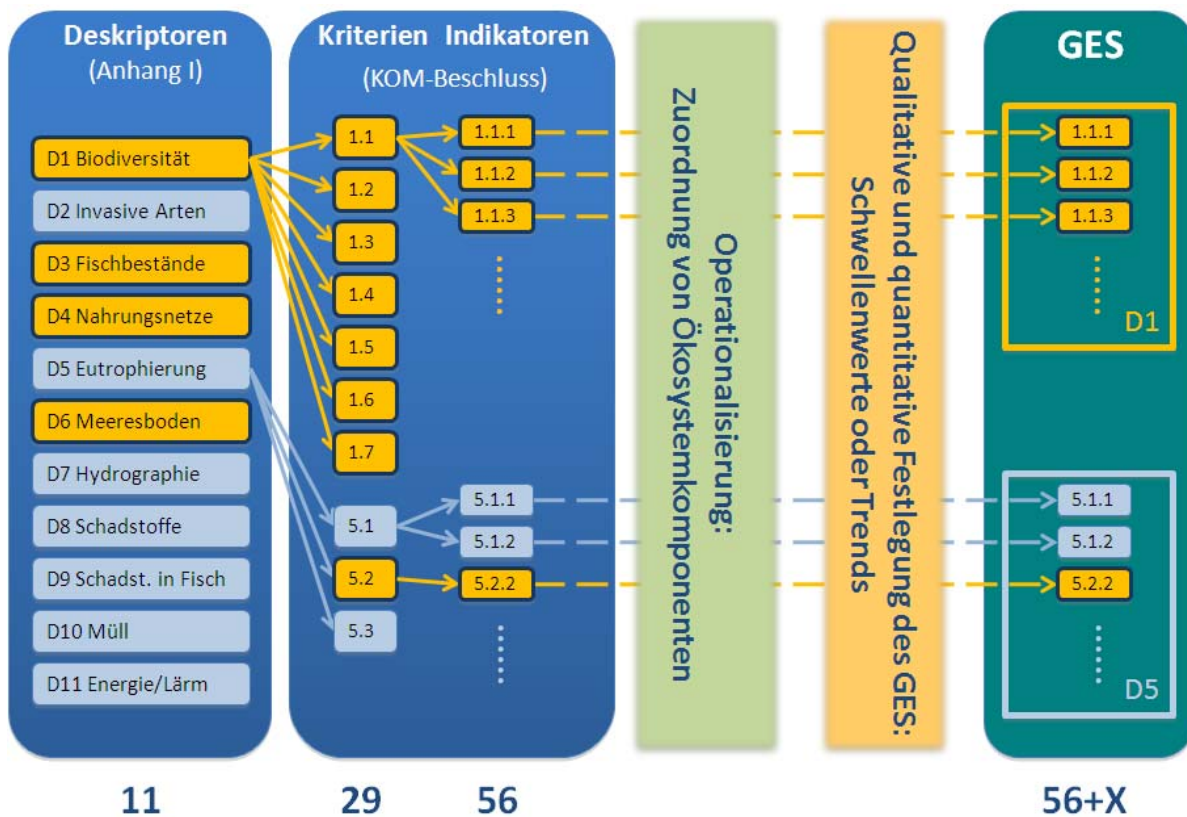 Deskriptoren
(Anhang I)
D1 Biodiversität
D2 Invasive Arten
D3 Fischbestände
D4 Nahrungsnetze
D5 Eutrophierung
D6 Meeresboden
D7 Hydrographie
D8 Schadstoffe
D9 Schadst. in Fisch
D10 Müll
D11 Energie/Lärm
11
Kriterien Indikatoren
(KOM-Beschluss)
1.1
1.2
1.3
1.4
1.5
1.6
1.7
5.1
5.2
5.3
29
1.1.1
1.1.2
1.1.3
5.1.1
5.1.2
5.2.2
56
Operationalisierung:
Zuordnung von Ökosystemkomponenten
Qualitative und quantitative Festlegung des GES:
Schwellenwerte oder Trends
GES
1.1.1
1.1.2
1.1.3
D1
5.1.1
5.1.2
5.2.2
D5
56+X